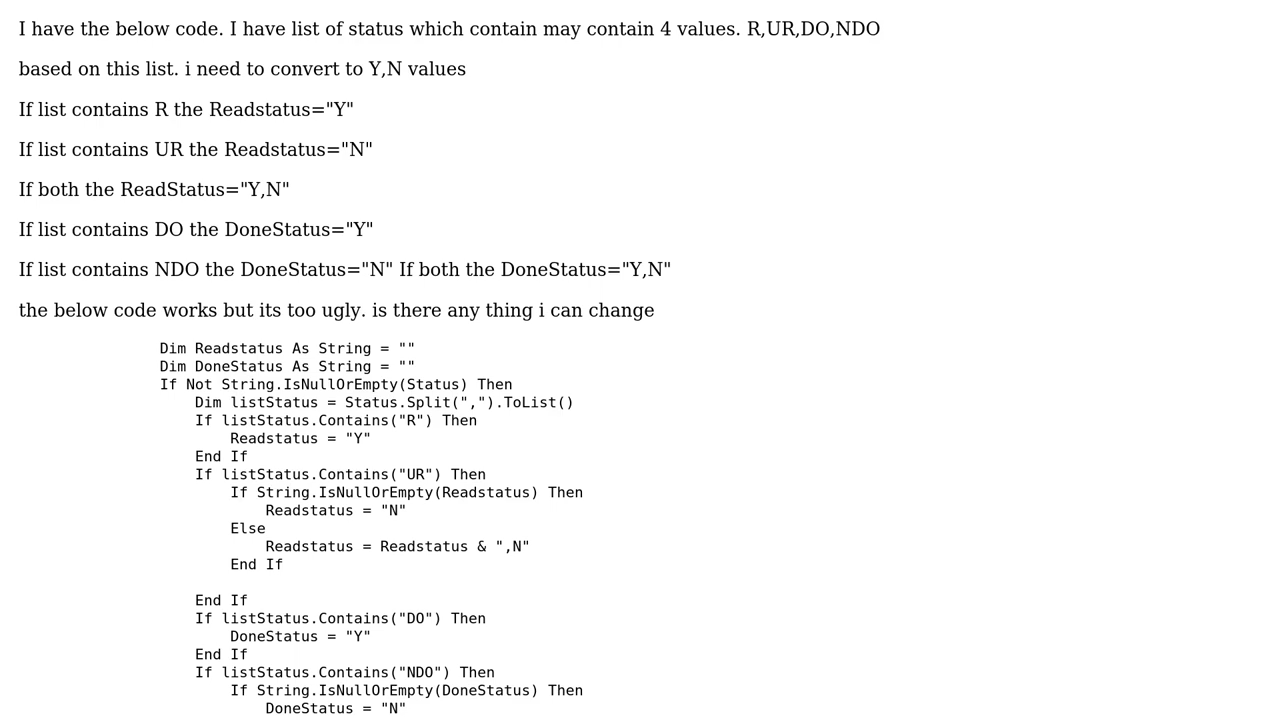 I have the below code. I have list of status which contain may contain 4 values. R,UR,DO,NDO
based on this list. i need to convert to Y,N values
If list contains R the Readstatus="Y"
If list contains UR the Readstatus="N"
If both the ReadStatus="Y,N"
If list contains DO the DoneStatus="Y"
If list contains NDO the DoneStatus="N" If both the DoneStatus="Y,N"
the below code works but its too ugly. is there any thing i can change
Dim Readstatus As String = ""
Dim DoneStatus As String = ""
If Not String.IsNullOrEmpty(Status) Then
    Dim listStatus = Status.Split(",").ToList()
    If listStatus.Contains("R") Then
        Readstatus = "Y"
    End If
    If listStatus.Contains("UR") Then
        If String.IsNullOrEmpty(Readstatus) Then
            Readstatus = "N"
        Else
            Readstatus = Readstatus & ",N"
        End If

    End If
    If listStatus.Contains("DO") Then
        DoneStatus = "Y"
    End If
    If listStatus.Contains("NDO") Then
        If String.IsNullOrEmpty(DoneStatus) Then
            DoneStatus = "N"